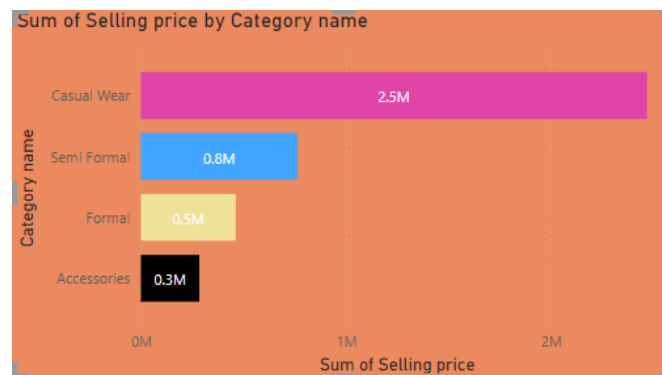 Sum of Selling price by Category name
Category name
Casual Wear 2.5M
Semi Formal 0.8M
Formal 0.5M
Accessories 0.3M
0M 1M 2M
Sum of Selling price